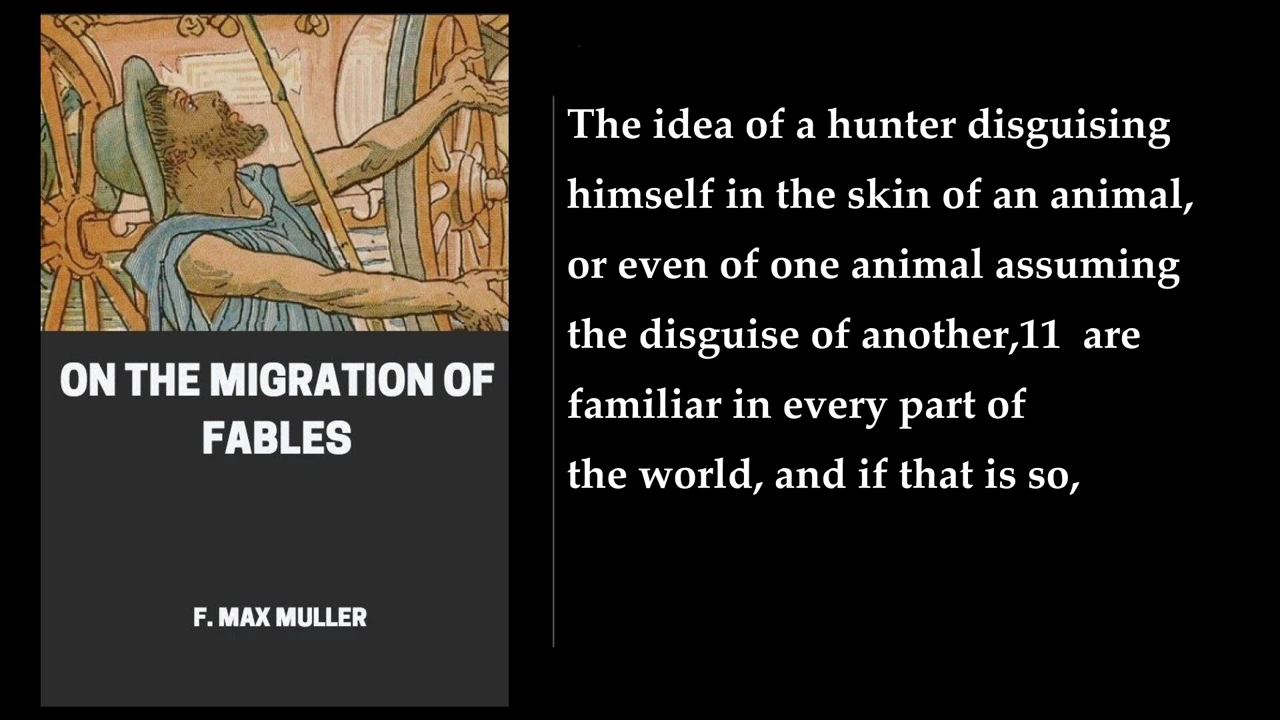 ON THE MIGRATION OF
FABLES
F. MAX MULLER
The idea of a hunter disguising
himself in the skin of an animal,
or even of one animal assuming
the disguise of another,11  are
familiar in every part of
the world, and if that is so,